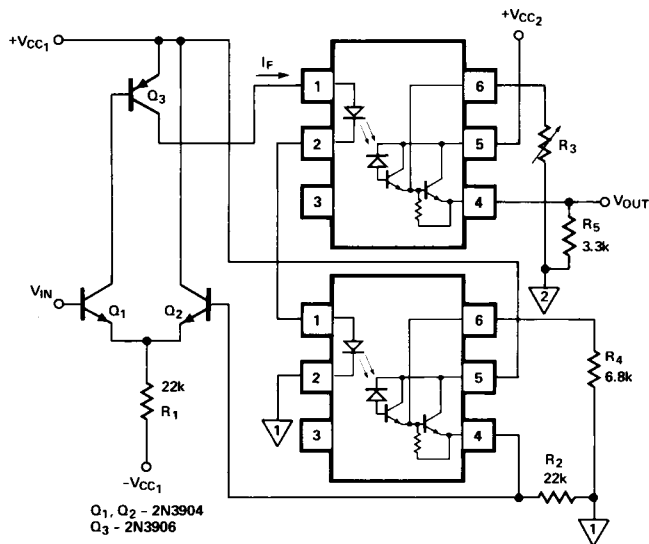 +VCC1
+VCC2
IF
Q3
1
2
3
6
5
4
R3
VOUT
R5
3.3k
2
VIN
Q1
Q2
1
2
3
6
5
4
R4
6.8k
22k
R1
1
R2
22k
1
-VCC1
Q1, Q2 - 2N3904
Q3 - 2N3906